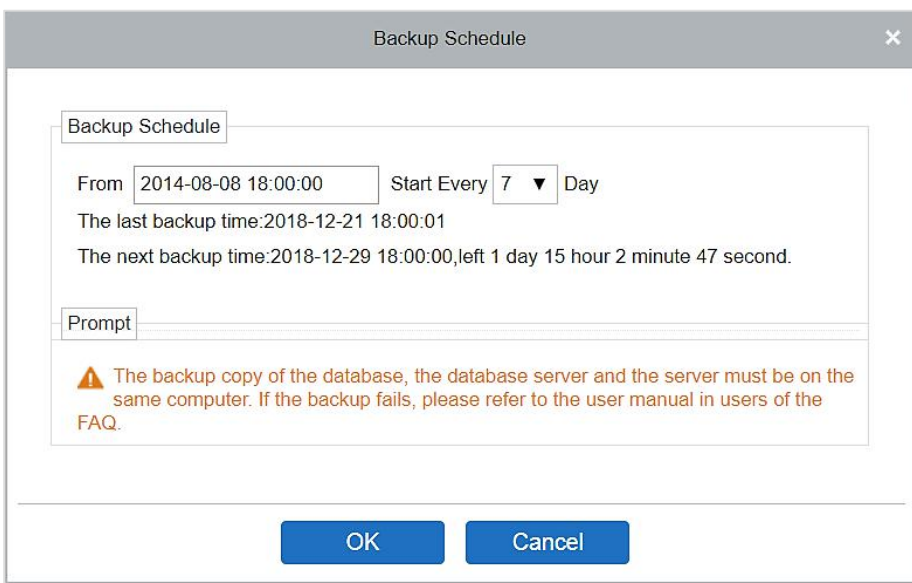 Backup Schedule
Backup Schedule
From 2014-08-08 18:00:00 Start Every 7 Day
The last backup time:2018-12-21 18:00:01
The next backup time:2018-12-29 18:00:00,left 1 day 15 hour 2 minute 47 second.
Prompt
The backup copy of the database, the database server and the server must be on the
same computer. If the backup fails, please refer to the user manual in users of the
FAQ.
OK Cancel